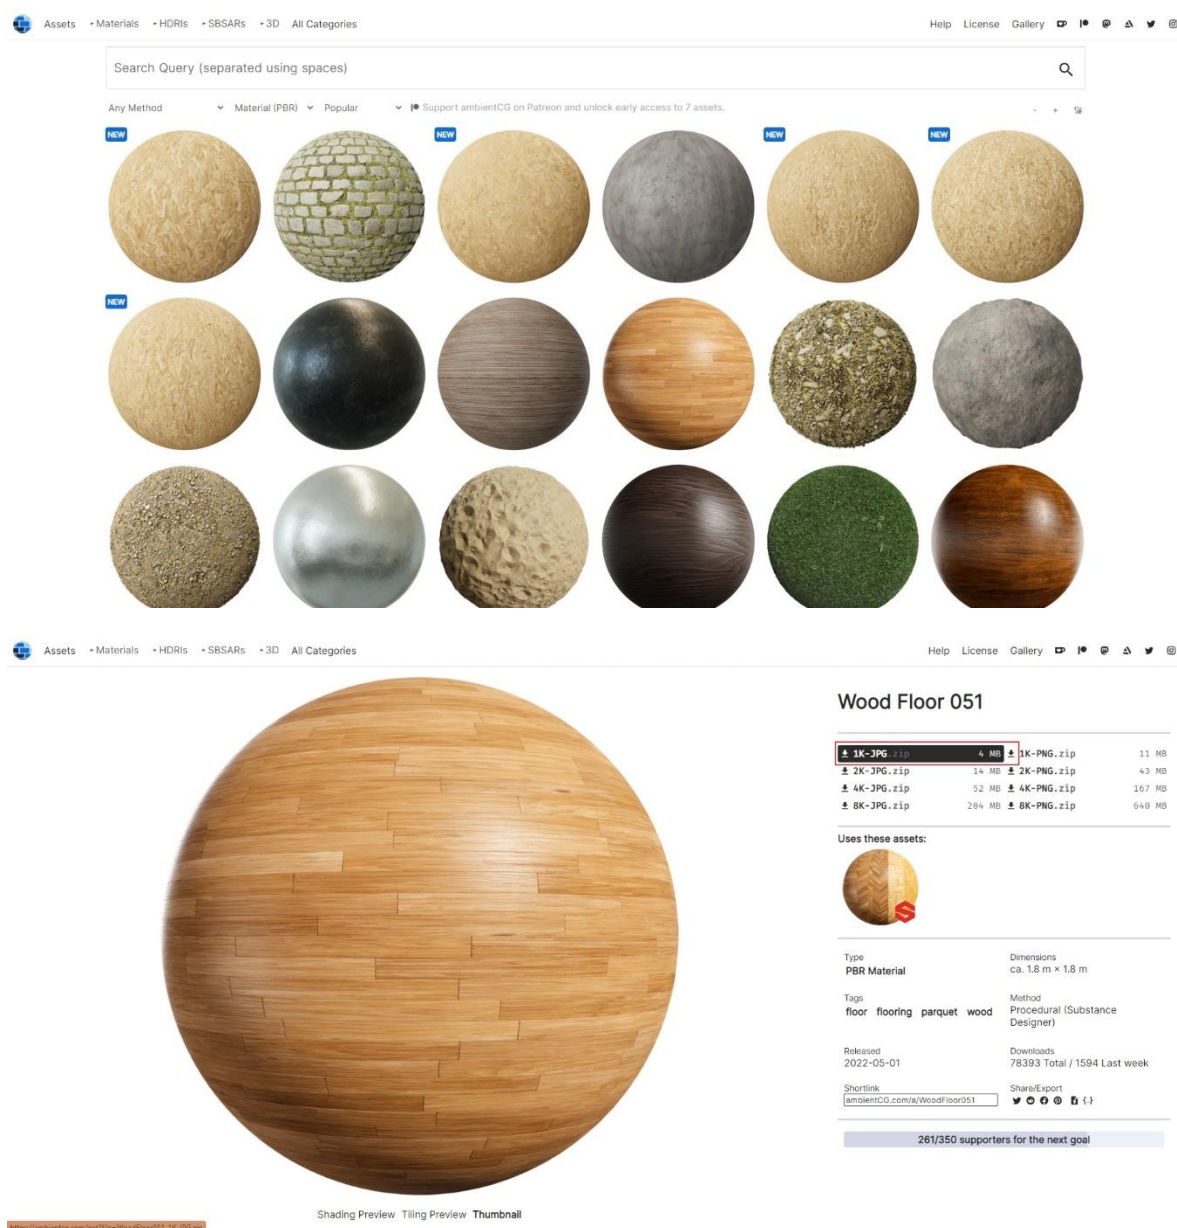 Assets Materials HDRIs SBSARs 3D All Categories Help License Gallery
Search Query (separated using spaces)
Any Method Material (PBR) Popular Support ambientCG on Patreon and unlock early access to 7 assets. - +
NEW NEW NEW NEW
NEW
Assets Materials HDRIs SBSARs 3D All Categories Help License Gallery
Wood Floor 051
1K-JPG.zip 4 MB 1K-PNG.zip 11 MB
2K-JPG.zip 14 MB 2K-PNG.zip 43 MB
4K-JPG.zip 52 MB 4K-PNG.zip 167 MB
8K-JPG.zip 204 MB 8K-PNG.zip 640 MB
Uses these assets:
Type Dimensions
PBR Material ca. 1.8 m × 1.8 m
Tags Method
floor flooring parquet wood Procedural (Substance
Designer)
Released Downloads
2022-05-01 78393 Total / 1594 Last week
Shortlink Share/Export
ambientCG.com/a/WoodFloor051 {.}
261/350 supporters for the next goal
Shading Preview Tiling Preview Thumbnail